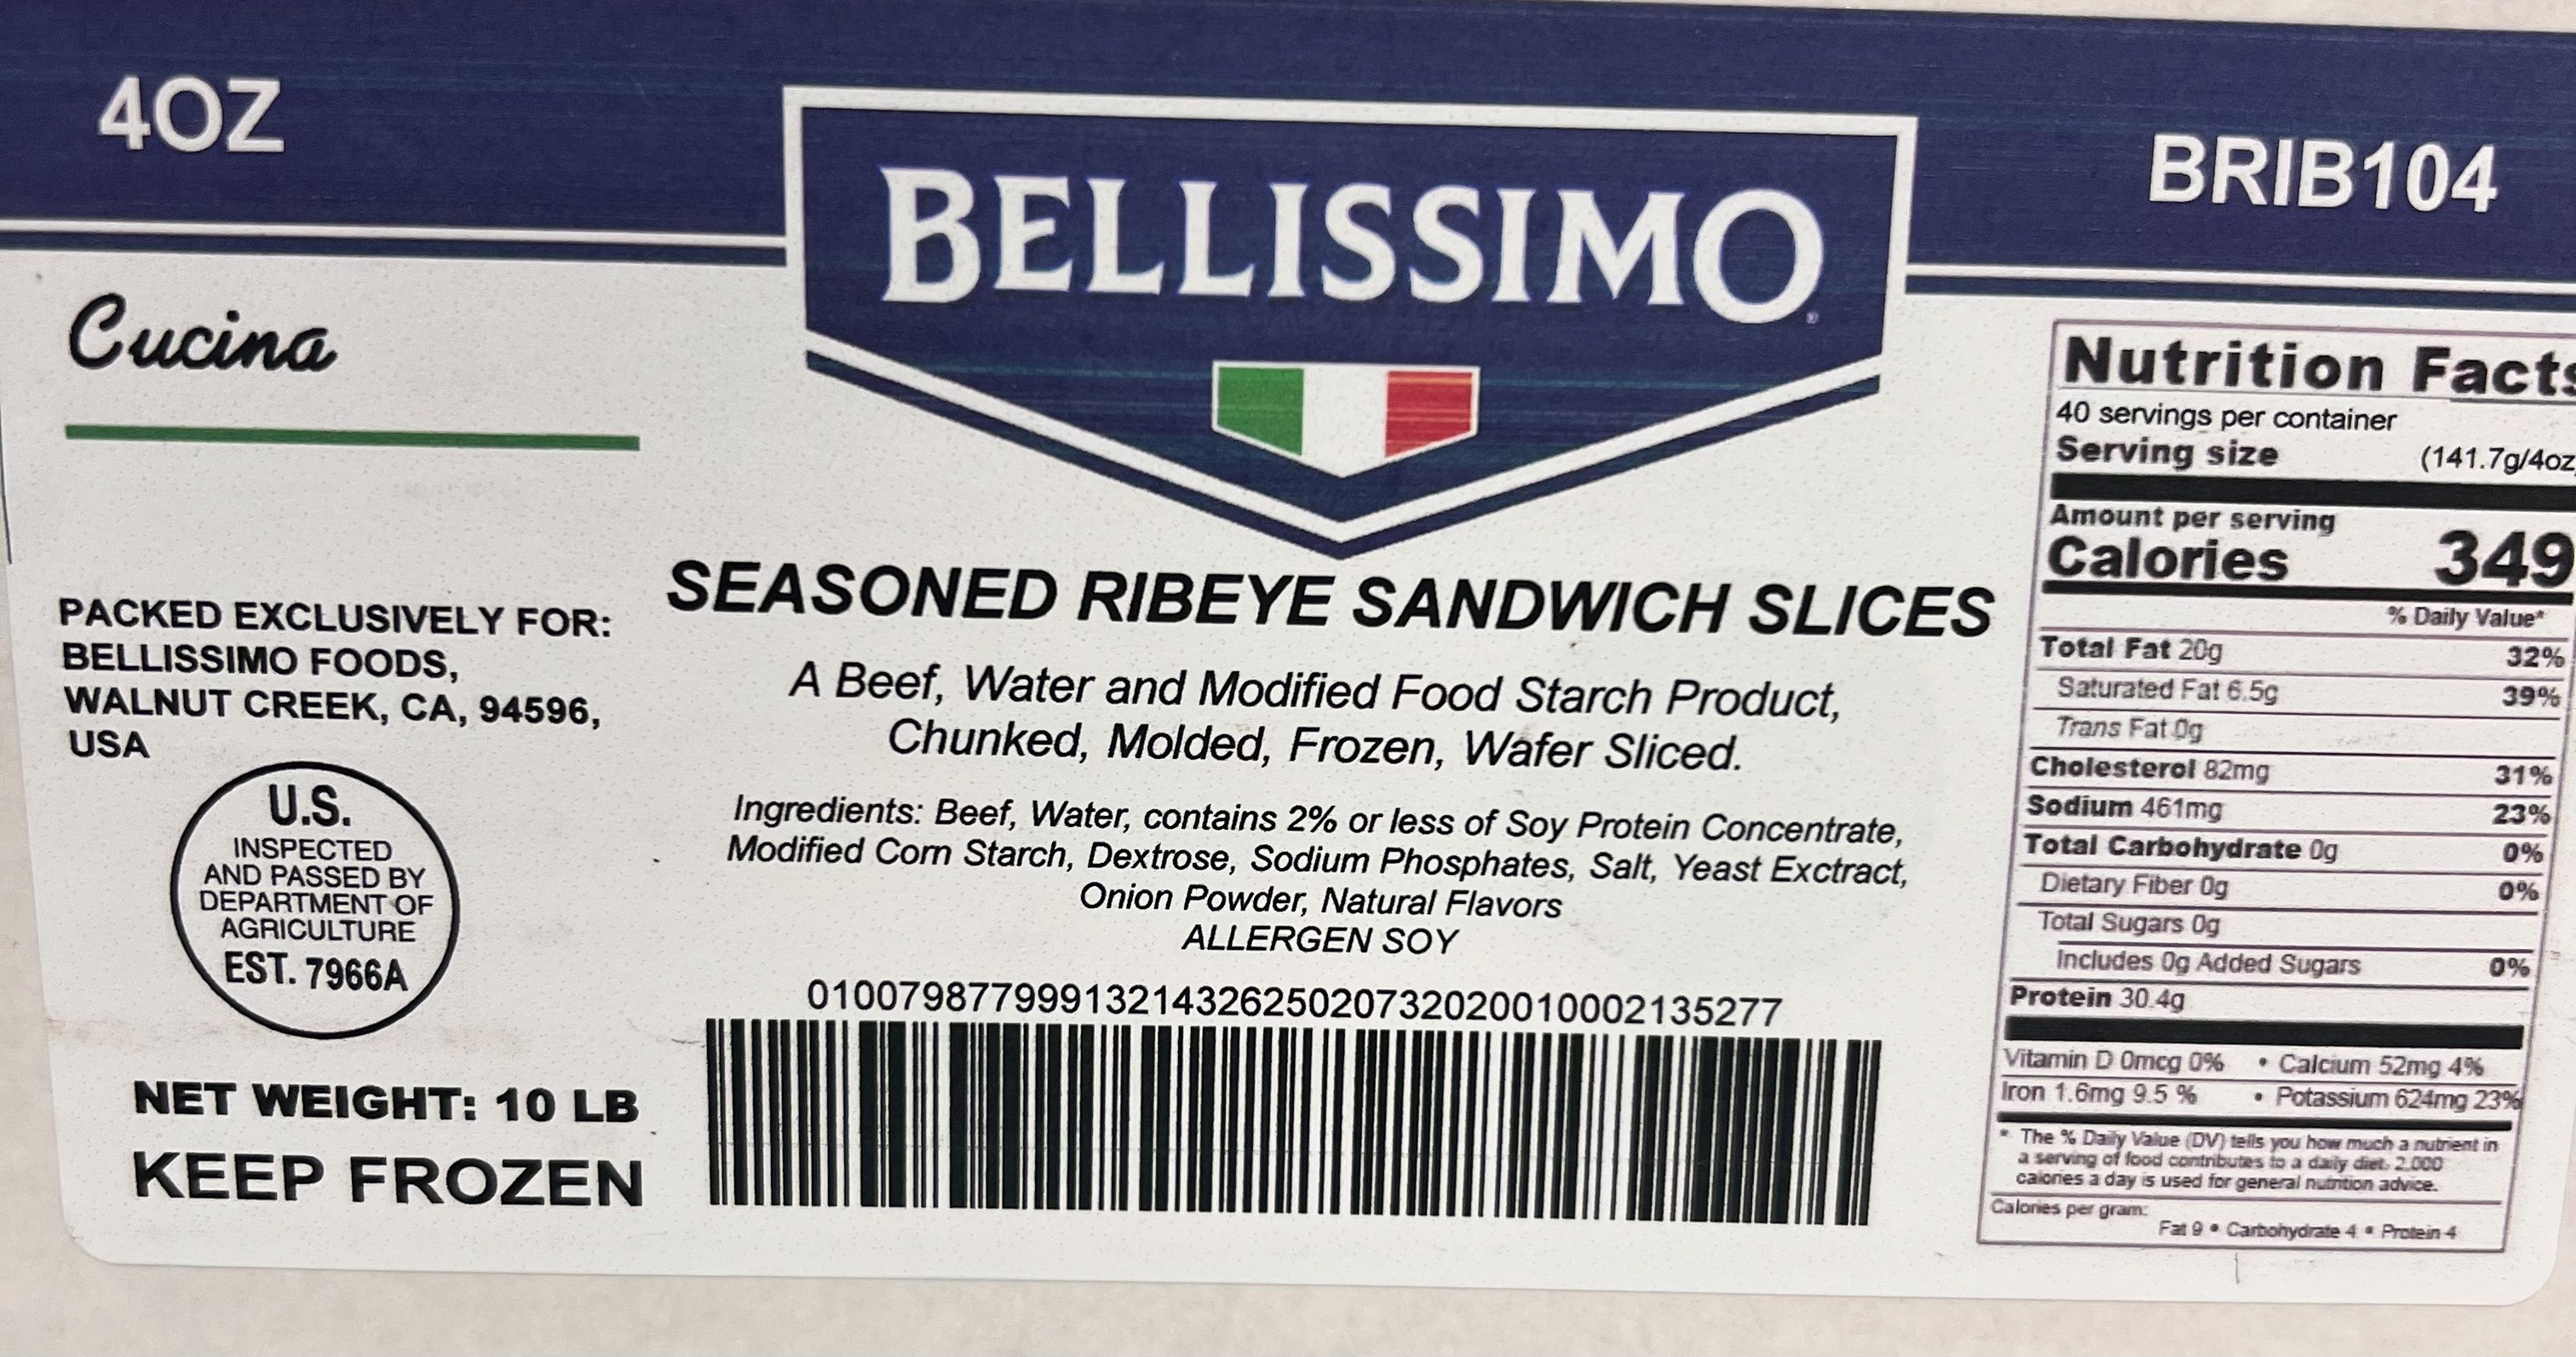 4OZ
BELLISSIMO
BRIB104
Cucina
PACKED EXCLUSIVELY FOR:
BELLISSIMO FOODS,
WALNUT CREEK, CA, 94596,
USA
U.S.
INSPECTED
AND PASSED BY
DEPARTMENT OF
AGRICULTURE
EST. 7966A
NET WEIGHT: 10 LB
KEEP FROZEN
SEASONED RIBEYE SANDWICH SLICES
A Beef, Water and Modified Food Starch Product,
Chunked, Molded, Frozen, Wafer Sliced.
Ingredients: Beef, Water, contains 2% or less of Soy Protein Concentrate,
Modified Corn Starch, Dextrose, Sodium Phosphates, Salt, Yeast Exctract,
Onion Powder, Natural Flavors
ALLERGEN SOY
01007987799913214326250207320200100021352​77
Nutrition Facts
40 servings per container
Serving size (141.7g/4oz
Amount per serving
Calories 349
% Daily Value*
Total Fat 20g 32%
Saturated Fat 6.5g 39%
Trans Fat 0g
Cholesterol 82mg 31%
Sodium 461mg 23%
Total Carbohydrate 0g 0%
Dietary Fiber 0g 0%
Total Sugars 0g
Includes 0g Added Sugars 0%
Protein 30.4g
Vitamin D 0mcg 0% • Calcium 52mg 4%
Iron 1.6mg 9.5 % • Potassium 624mg 23%
* The % Daily Value (DV) tells you how much a nutrient in
a serving of food contributes to a daily diet. 2,000
calories a day is used for general nutrition advice.
Calories per gram:
Fat 9 • Carbohydrate 4 • Protein 4